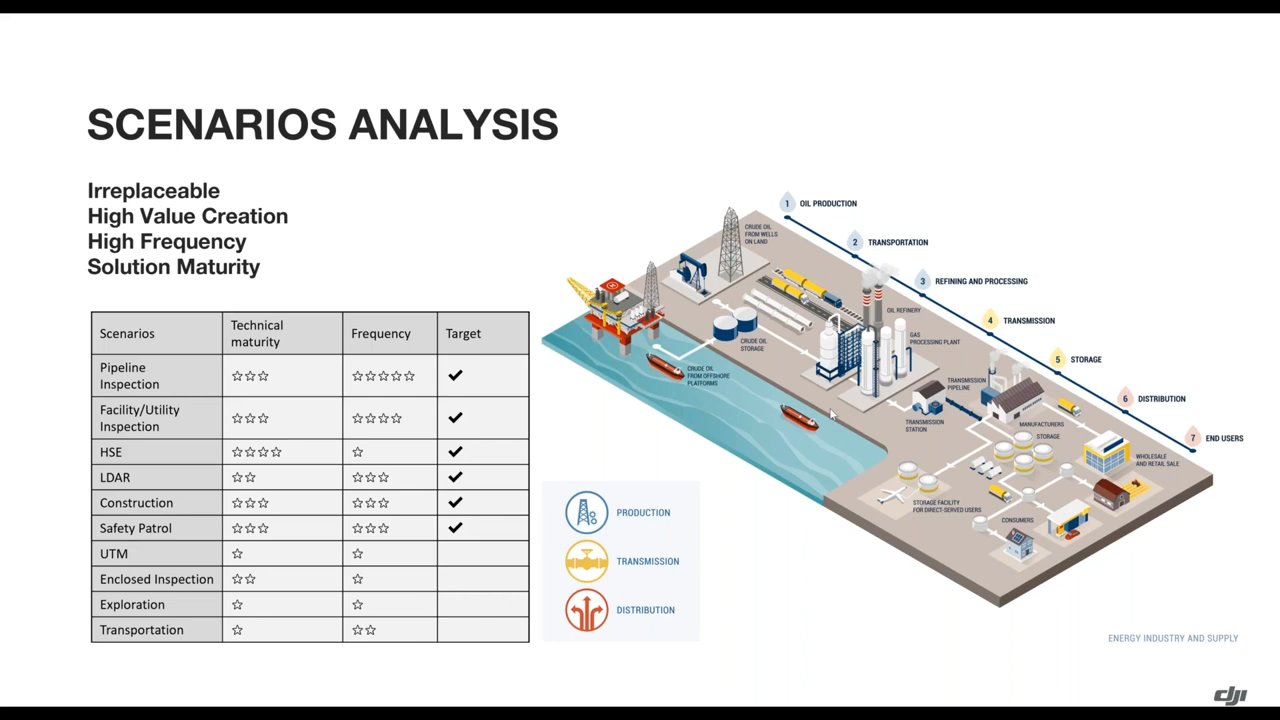 SCENARIOS ANALYSIS
Irreplaceable
High Value Creation
High Frequency
Solution Maturity
Scenarios
Technical
maturity
Frequency
Target
Pipeline
Inspection
☆☆☆
☆☆☆☆☆
✔
Facility/Utility
Inspection
☆☆☆
☆☆☆☆
✔
HSE
☆☆☆☆
☆
✔
LDAR
☆☆
☆☆☆
✔
Construction
☆☆☆
☆☆☆
✔
Safety Patrol
☆☆☆
☆☆☆
✔
UTM
☆
☆
Enclosed Inspection
☆☆
☆
Exploration
☆
☆
Transportation
☆
☆☆
1 OIL PRODUCTION
2 TRANSPORTATION
3 REFINING AND PROCESSING
4 TRANSMISSION
5 STORAGE
6 DISTRIBUTION
7 END USERS
CRUDE OIL
FROM WELLS
ON LAND
OIL REFINERY
GAS
PROCESSING PLANT
CRUDE OIL
STORAGE
CRUDE OIL
FROM OFFSHORE
PLATFORMS
TRANSMISSION
PIPELINE
TRANSMISSION
STATION
MANUFACTURERS
STORAGE
WHOLESALE
AND RETAIL SALE
STORAGE FACILITY
FOR DIRECT-SERVED USERS
CONSUMERS
PRODUCTION
TRANSMISSION
DISTRIBUTION
ENERGY INDUSTRY AND SUPPLY
dji